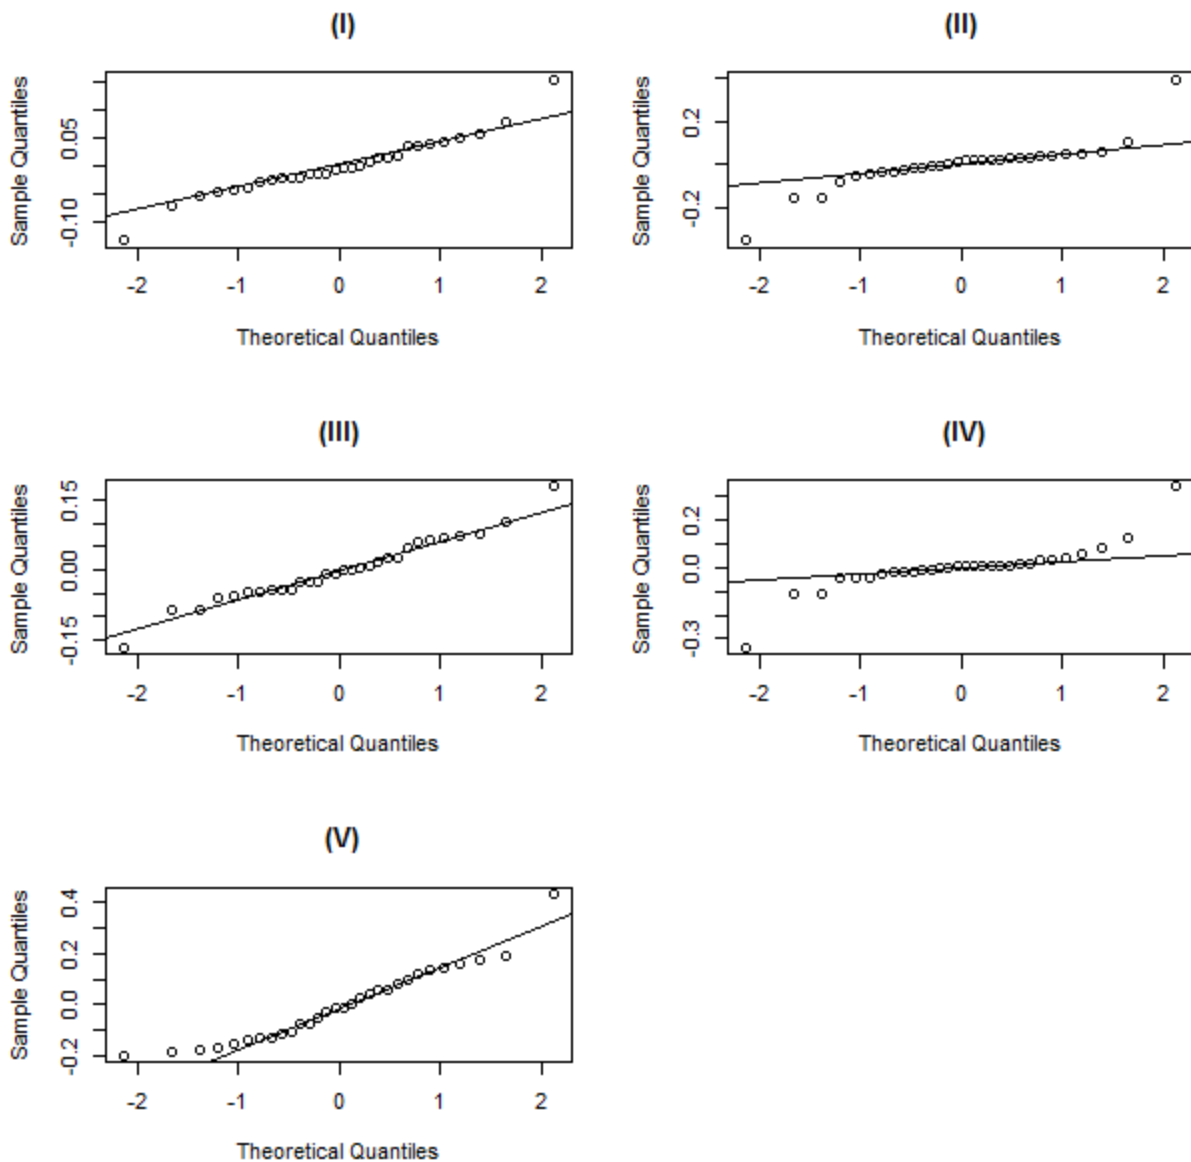 (I)
Sample Quantiles
0.05
-0.10
-2 -1 0 1 2
Theoretical Quantiles
(II)
Sample Quantiles
0.2
-0.2
-2 -1 0 1 2
Theoretical Quantiles
(III)
Sample Quantiles
0.15
0.00
-0.15
-2 -1 0 1 2
Theoretical Quantiles
(IV)
Sample Quantiles
0.2
0.0
-0.3
-2 -1 0 1 2
Theoretical Quantiles
(V)
Sample Quantiles
0.4
0.2
0.0
-0.2
-2 -1 0 1 2
Theoretical Quantiles